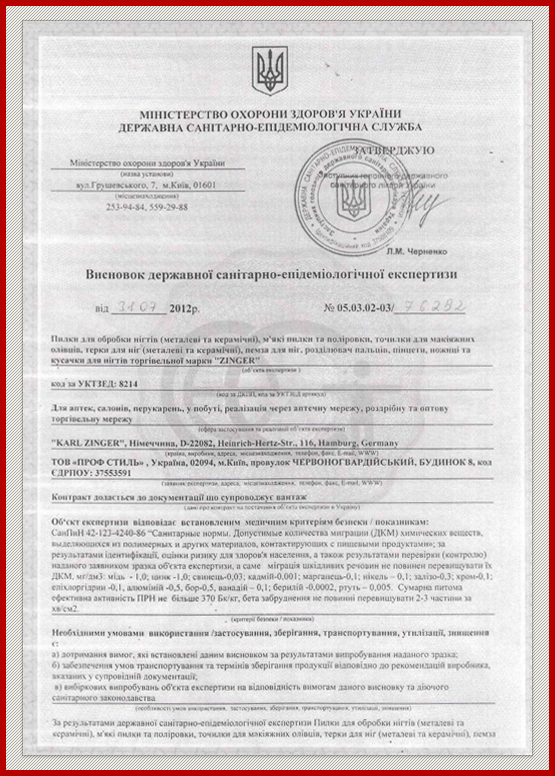 МІНІСТЕРСТВО ОХОРОНИ ЗДОРОВ'Я УКРАЇНИ
ДЕРЖАВНА САНІТАРНО-ЕПІДЕМІОЛОГІЧНА СЛУЖБА
ЗАТВЕРДЖУЮ
Міністерство охорони здоров'я України
(назва установи)
вул.Грушевського, 7, м.Київ, 01601
(місцезнаходження)
253-94-84, 559-29-88
Заступник головного державного
санітарного лікаря України
Л.М. Черненко
Висновок державної санітарно-епідеміологічної експертизи
від 31.07 2012р. № 05.03.02-03/ 76292
Пилки для обробки нігтів (металеві та керамічні), м'які пилки та поліровки, точилки для макіяжних
олівців, терки для ніг (металеві та керамічні), пемза для ніг, розділювач пальців, пінцети, ножиці та
кусачки для нігтів торгівельної марки "ZINGER"
(об'єкта експертизи)
код за УКТЗЕД: 8214
(код за ДКПП, код за УКТЗЕД артикул)
Для аптек, салонів, перукарень, у побуті, реалізація через аптечну мережу, роздрібну та оптову
торгівельну мережу
(сфера застосування та реалізації об'єкта експертизи)
"KARL ZINGER", Німеччина, D-22082, Heinrich-Hertz-Str., 116, Hamburg, Germany
(країна, виробник, адреса, місцезнаходження, телефон, факс, E-mail, WWW)
ТОВ «ПРОФ СТИЛЬ» , Україна, 02094, м.Київ, провулок ЧЕРВОНОГВАРДІЙСЬКИЙ, БУДИНОК 8, код
ЄДРПОУ: 37553591
(заявник експертизи, адреса, місцезнаходження, телефон, факс, E-mail, WWW)
Контракт додається до документації що супроводжує вантаж
(дані про контракт на постачання об'єкта експертизи в Україну)
Об'єкт експертизи відповідає встановленим медичним критеріям безпеки / показникам:
СанПиН 42-123-4240-86 "Санитарные нормы. Допустимые количества миграции (ДКМ) химических веществ,
выделяющихся из полимерных и других материалов, контактирующих с пищевыми продуктами»; за
результатами ідентифікації, оцінки ризику для здоров'я населення, а також результатами перевірки (контролю)
наданого заявником зразка об'єкта експертизи, а саме міграція шкідливих речовин не повинен перевищувати їх
ДКМ, мг/дм3: мідь - 1,0; цинк -1,0; свинець-0,03; кадмій-0,001; марганець-0,1; нікель – 0,1; залізо-0,3; хром-0,1;
епіхлоргідрин -0,1, алюміній -0,5, бор-0,5, ванадій – 0,1; берилій -0,0002, ртуть – 0,005. Сумарна питома
ефективна активність ПРН не більше 370 Бк/кг, бета забруднення не повинні перевищувати 2-3 частини за
хв/см2.
(критерії безпеки / показники)
Необхідними умовами використання /застосування, зберігання, транспортування, утилізації, знищення
є:
а) дотримання вимог, які встановлені даним висновком за результатами випробування наданого зразка;
б) забезпечення умов транспортування та термінів зберігання продукції відповідно до рекомендацій виробника,
вказаних у супровідній документації;
в) вибіркових випробувань об'єкта експертизи на відповідність вимогам даного висновку та діючого
санітарного законодавства
(особливості умов використання, застосування, зберігання, транспортування, утилізації, знищення)
За результатами державної санітарно-епідеміологічної експертизи Пилки для обробки нігтів (металеві та
керамічні), м'які пилки та поліровки, точилки для макіяжних олівців, терки для ніг (металеві та керамічні), пемза